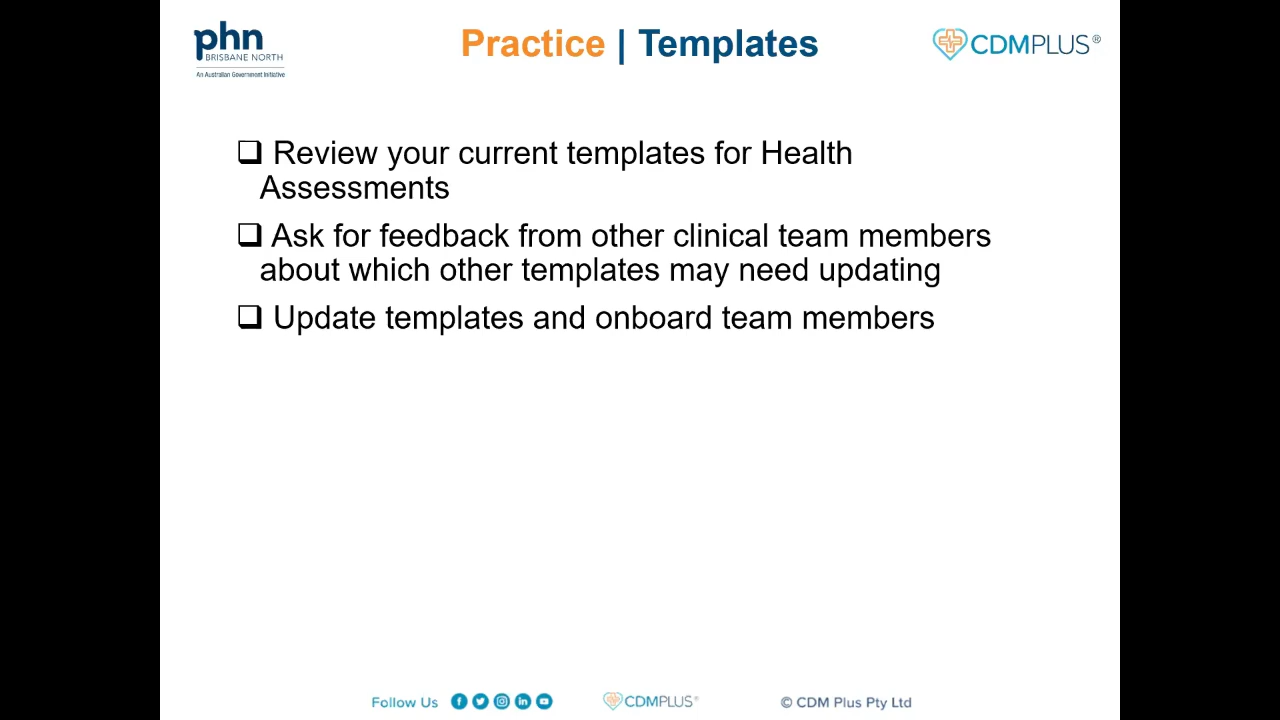 phn
BRISBANE NORTH
An Australian Government Initiative
Practice | Templates
CDMPLUS®
❑ Review your current templates for Health
Assessments
❑ Ask for feedback from other clinical team members
about which other templates may need updating
❑ Update templates and onboard team members
Follow Us
CDMPLUS®
© CDM Plus Pty Ltd